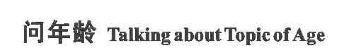 问年龄 Talking about Topic of Age